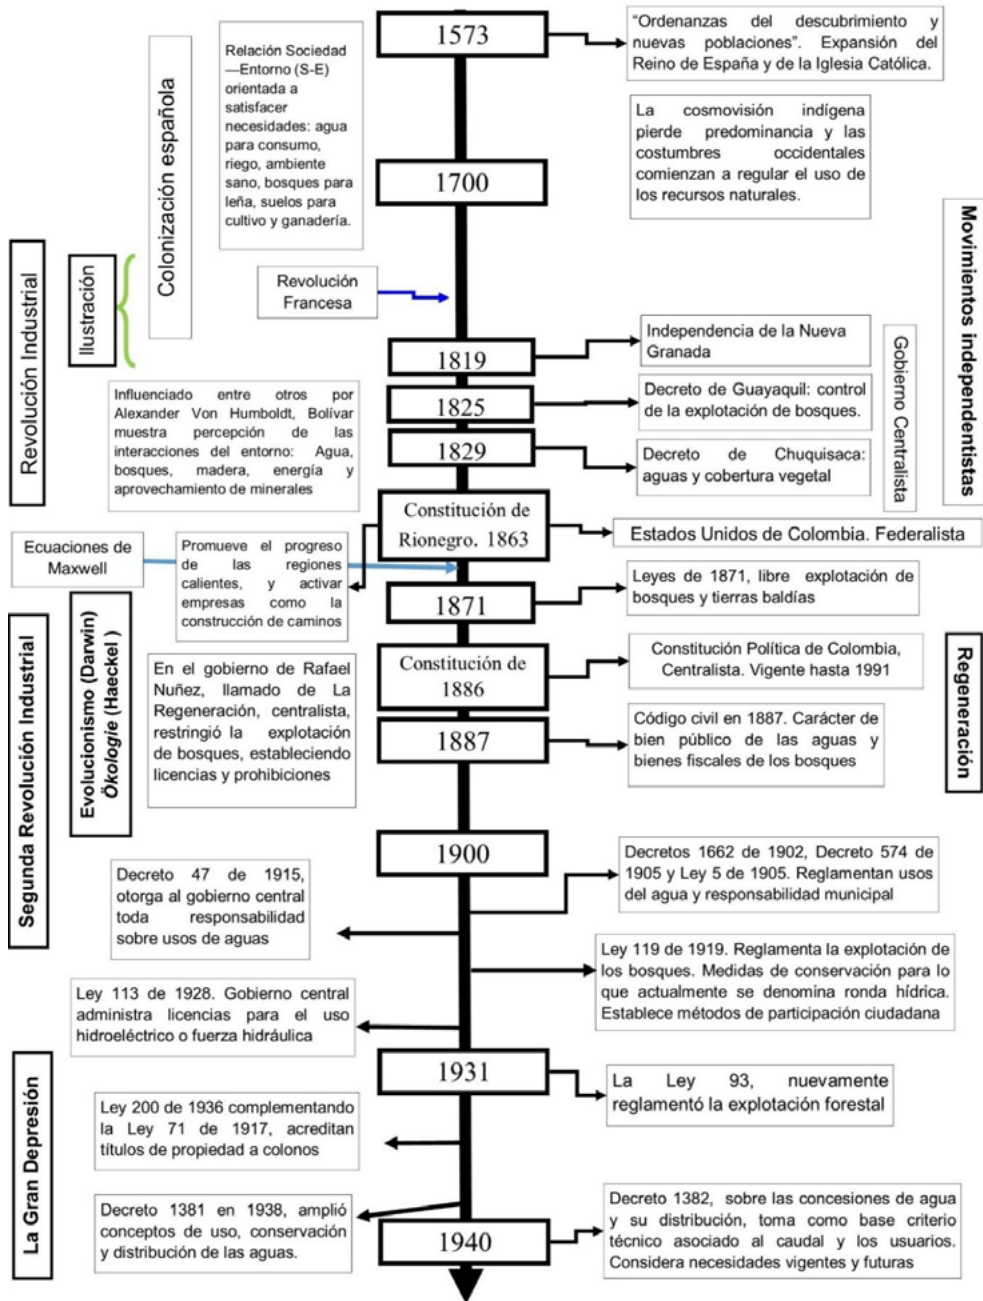 1573
"Ordenanzas del descubrimiento y
nuevas poblaciones". Expansión del
Reino de España y de la Iglesia Católica.
Colonización española
Relación Sociedad
—Entorno (S-E)
orientada a
satisfacer
necesidades: agua
para consumo,
riego, ambiente
sano, bosques para
leña, suelos para
cultivo y ganadería.
La cosmovisión indígena
pierde predominancia y las
costumbres occidentales
comienzan a regular el uso de
los recursos naturales.
1700
Movimientos independentistas
Revolución Industrial
Ilustración
Revolución
Francesa
1819
Independencia de la Nueva
Granada
Gobierno Centralista
Influenciado entre otros por
Alexander Von Humboldt, Bolívar
muestra percepción de las
interacciones del entorno: Agua,
bosques, madera, energía y
aprovechamiento de minerales
1825
Decreto de Guayaquil: control
de la explotación de bosques.
1829
Decreto de Chuquisaca:
aguas y cobertura vegetal
Constitución de
Rionegro. 1863
Estados Unidos de Colombia. Federalista
Ecuaciones de
Maxwell
Promueve el progreso
de las regiones
calientes, y activar
empresas como la
construcción de caminos
1871
Leyes de 1871, libre explotación de
bosques y tierras baldías
Segunda Revolución Industrial
Evolucionismo (Darwin)
Ökologie (Haeckel )
En el gobierno de Rafael
Nuñez, llamado de La
Regeneración, centralista,
restringió la explotación
de bosques, estableciendo
licencias y prohibiciones
Constitución de
1886
Constitución Política de Colombia,
Centralista. Vigente hasta 1991
Regeneración
1887
Código civil en 1887. Carácter de
bien público de las aguas y
bienes fiscales de los bosques
1900
Decretos 1662 de 1902, Decreto 574 de
1905 y Ley 5 de 1905. Reglamentan usos
del agua y responsabilidad municipal
Decreto 47 de 1915,
otorga al gobierno central
toda responsabilidad
sobre usos de aguas
Ley 119 de 1919. Reglamenta la explotación de
los bosques. Medidas de conservación para lo
que actualmente se denomina ronda hídrica.
Establece métodos de participación ciudadana
Ley 113 de 1928. Gobierno central
administra licencias para el uso
hidroeléctrico o fuerza hidráulica
La Gran Depresión
1931
La Ley 93, nuevamente
reglamentó la explotación forestal
Ley 200 de 1936 complementando
la Ley 71 de 1917, acreditan
títulos de propiedad a colonos
Decreto 1381 en 1938, amplió
conceptos de uso, conservación
y distribución de las aguas.
1940
Decreto 1382, sobre las concesiones de agua
y su distribución, toma como base criterio
técnico asociado al caudal y los usuarios.
Considera necesidades vigentes y futuras